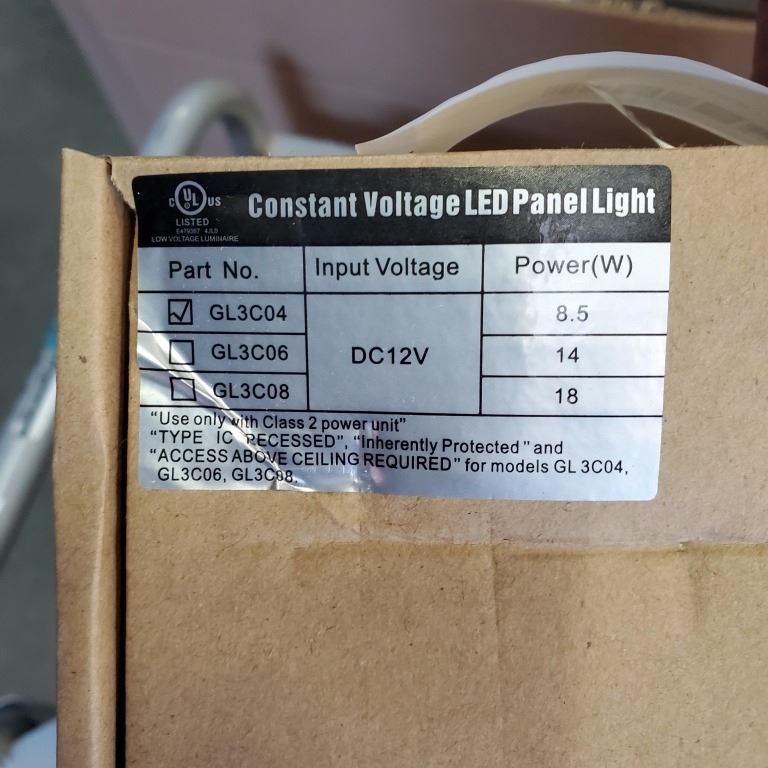 C UL US
LISTED
E479397 4JL0
LOW VOLTAGE LUMINAIRE
Constant Voltage LED Panel Light
Part No. Input Voltage Power(W)
☑ GL3C04 DC12V 8.5
☐ GL3C06 14
☐ GL3C08 18
"Use only with Class 2 power unit"
"TYPE IC RECESSED", "Inherently Protected" and
"ACCESS ABOVE CEILING REQUIRED" for models GL 3C04,
GL3C06, GL3C08.